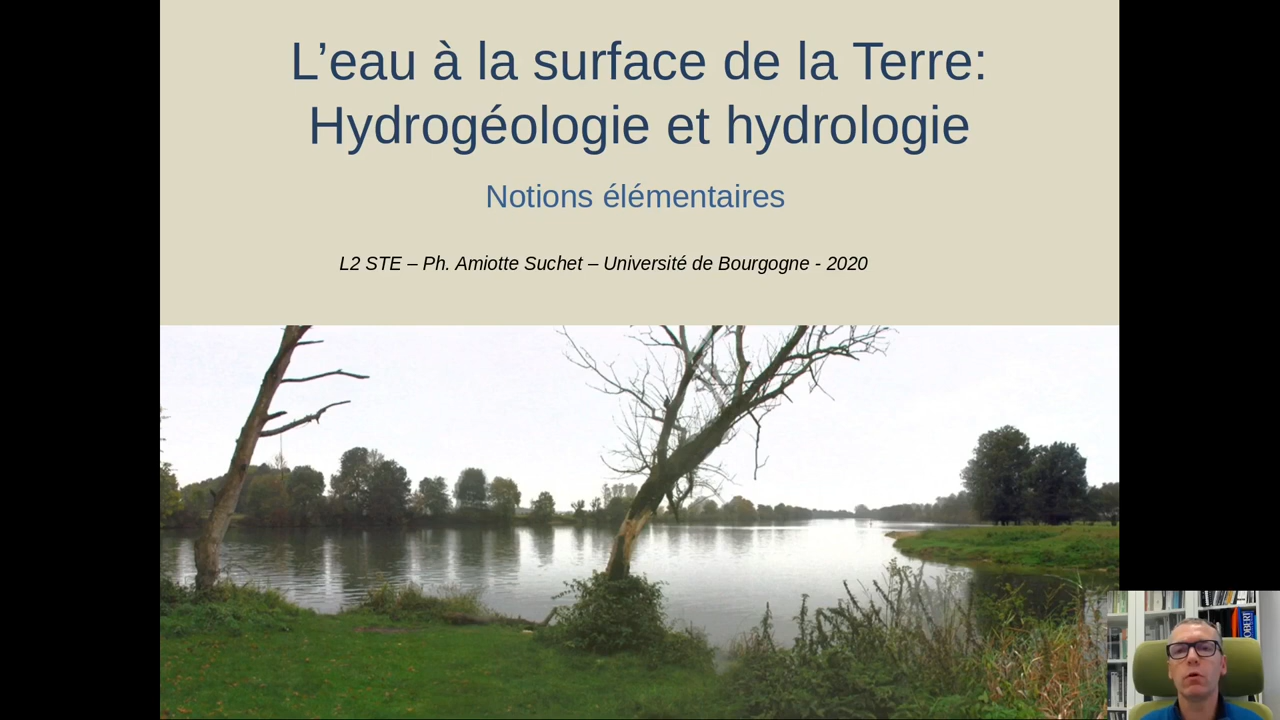 L’eau à la surface de la Terre:
Hydrogéologie et hydrologie
Notions élémentaires
L2 STE – Ph. Amiotte Suchet – Université de Bourgogne - 2020